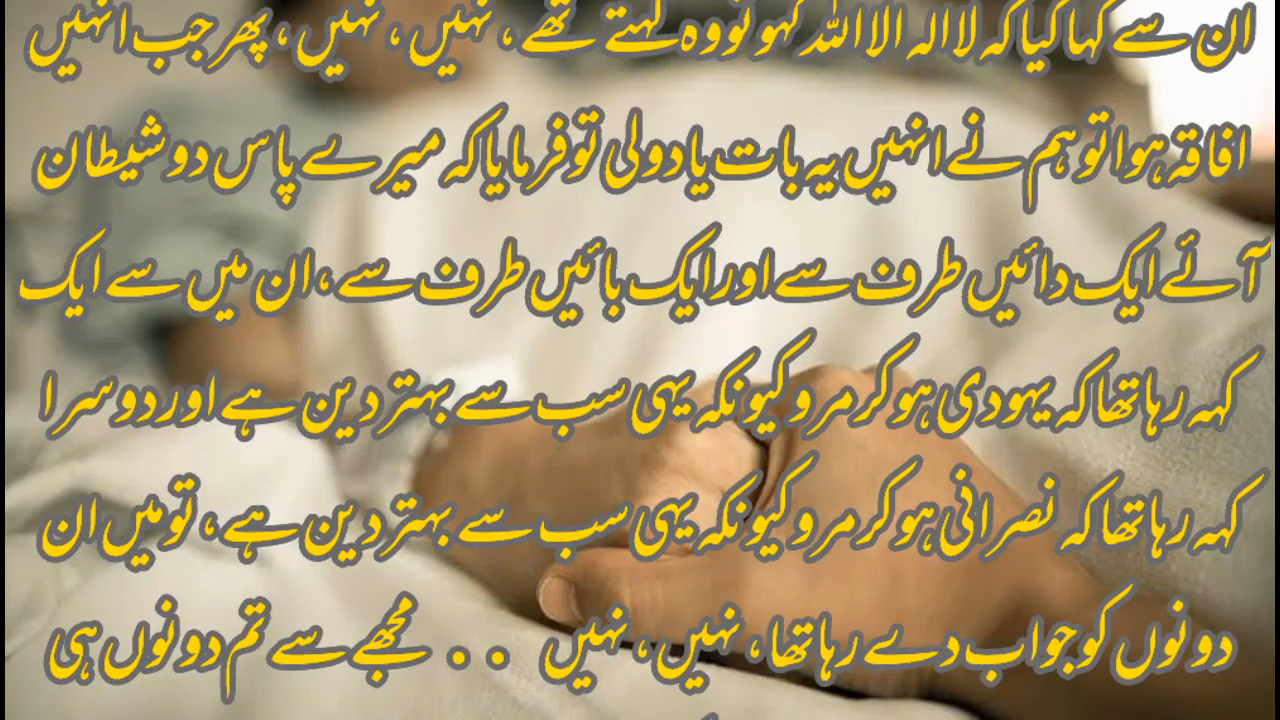 ان سے کہا گیا کہ لا الہ الا اللہ کہو تو وہ کہتے تھے ، نہیں ، نہیں ، پھر جب انہیں
افاقہ ہوا تو ہم نے انہیں یہ بات یاد دلی تو فرمایا کہ میرے پاس دو شیطان
آئے ایک دائیں طرف سے اور ایک بائیں طرف سے ، ان میں سے ایک
کہہ رہا تھا کہ یہودی ہو کر مرو کیونکہ یہی سب سے بہتر دین ہے اور دوسرا
کہہ رہا تھا کہ نصرانی ہو کر مرو کیونکہ یہی سب سے بہتر دین ہے ، تو میں ان
دونوں کو جواب دے رہا تھا ، نہیں ، نہیں . . مجھے سے تم دونوں ہی